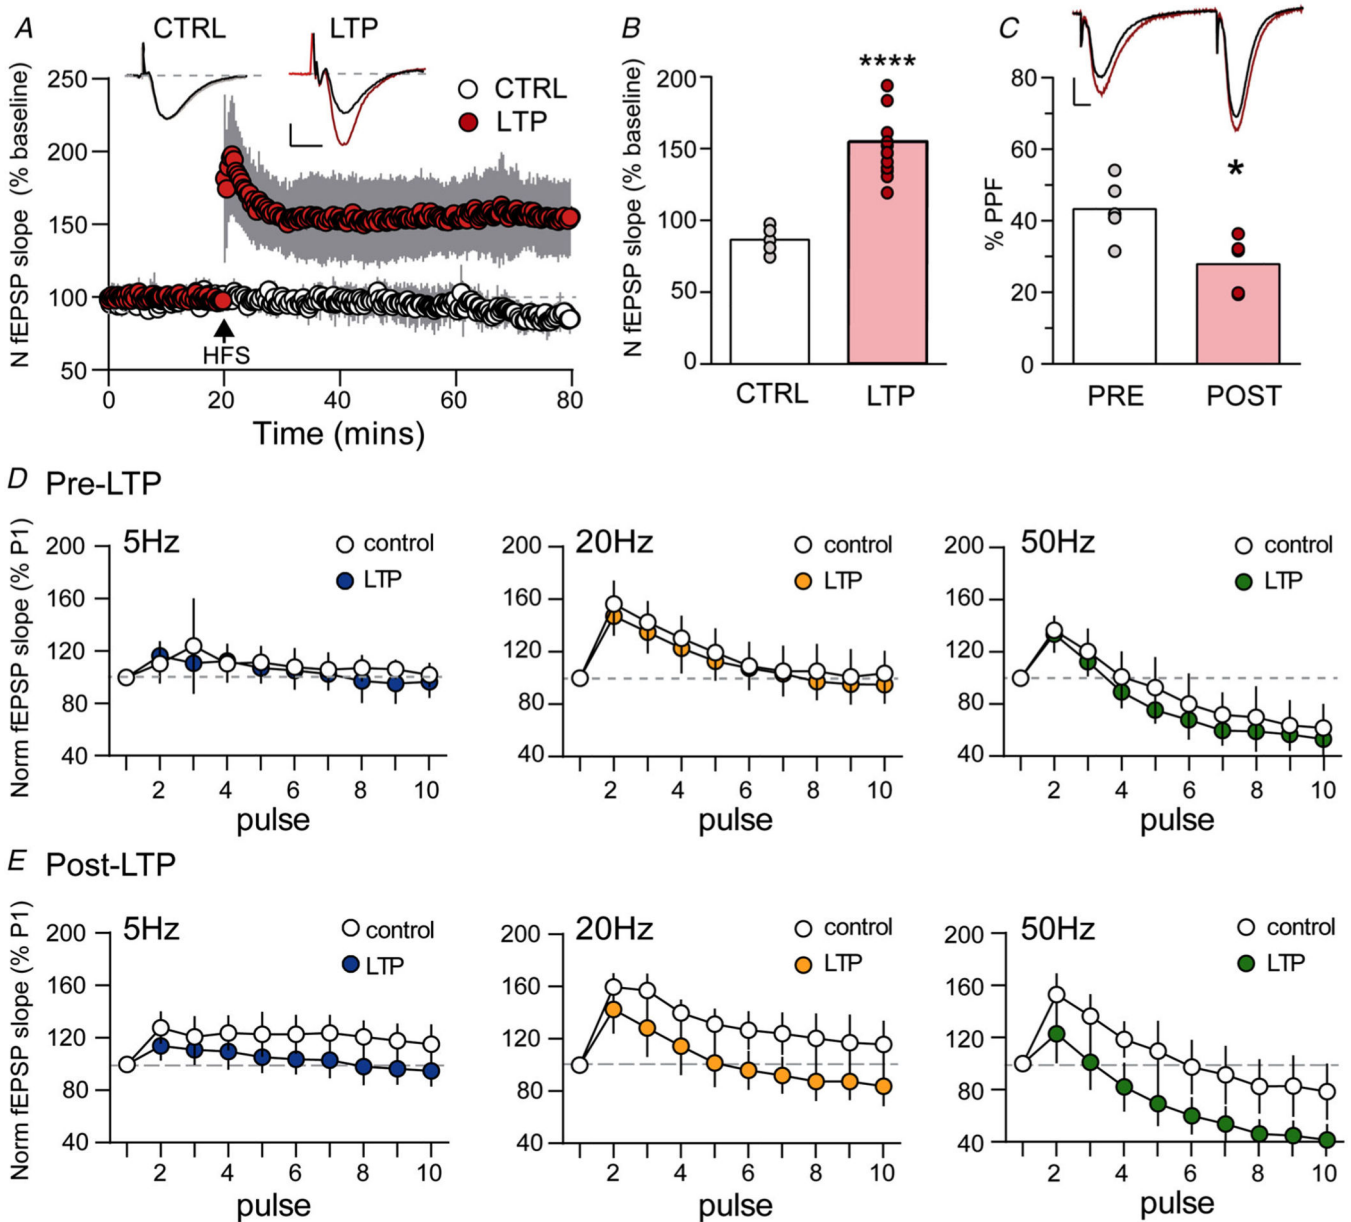 A
CTRL
LTP
CTRL
LTP
N fEPSP slope (% baseline)
250
200
150
100
50
HFS
0
20
40
60
80
Time (mins)
B
N fEPSP slope (% baseline)
200
150
100
50
0
****
CTRL
LTP
C
% PPF
80
60
40
20
0
*
PRE
POST
D Pre-LTP
Norm fEPSP slope (% P1)
5Hz
control
LTP
200
160
120
80
40
2 4 6 8 10
pulse
20Hz
control
LTP
200
160
120
80
40
2 4 6 8 10
pulse
50Hz
control
LTP
200
160
120
80
40
2 4 6 8 10
pulse
E Post-LTP
Norm fEPSP slope (% P1)
5Hz
control
LTP
200
160
120
80
40
2 4 6 8 10
pulse
20Hz
control
LTP
200
160
120
80
40
2 4 6 8 10
pulse
50Hz
control
LTP
200
160
120
80
40
2 4 6 8 10
pulse